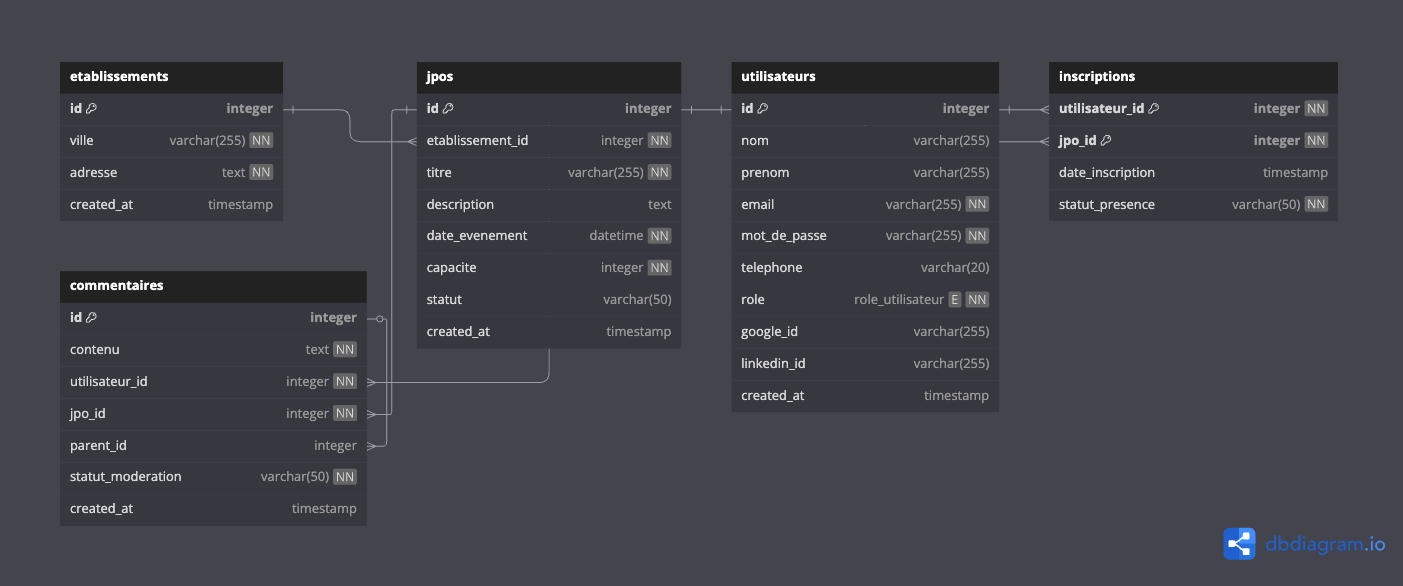 etablissements
id integer
ville varchar(255) NN
adresse text NN
created_at timestamp
jpos
id integer
etablissement_id integer NN
titre varchar(255) NN
description text
date_evenement datetime NN
capacite integer NN
statut varchar(50)
created_at timestamp
utilisateurs
id integer
nom varchar(255)
prenom varchar(255)
email varchar(255) NN
mot_de_passe varchar(255) NN
telephone varchar(20)
role role_utilisateur E NN
google_id varchar(255)
linkedin_id varchar(255)
created_at timestamp
inscriptions
utilisateur_id integer NN
jpo_id integer NN
date_inscription timestamp
statut_presence varchar(50) NN
commentaires
id integer
contenu text NN
utilisateur_id integer NN
jpo_id integer NN
parent_id integer
statut_moderation varchar(50) NN
created_at timestamp
dbdiagram.io